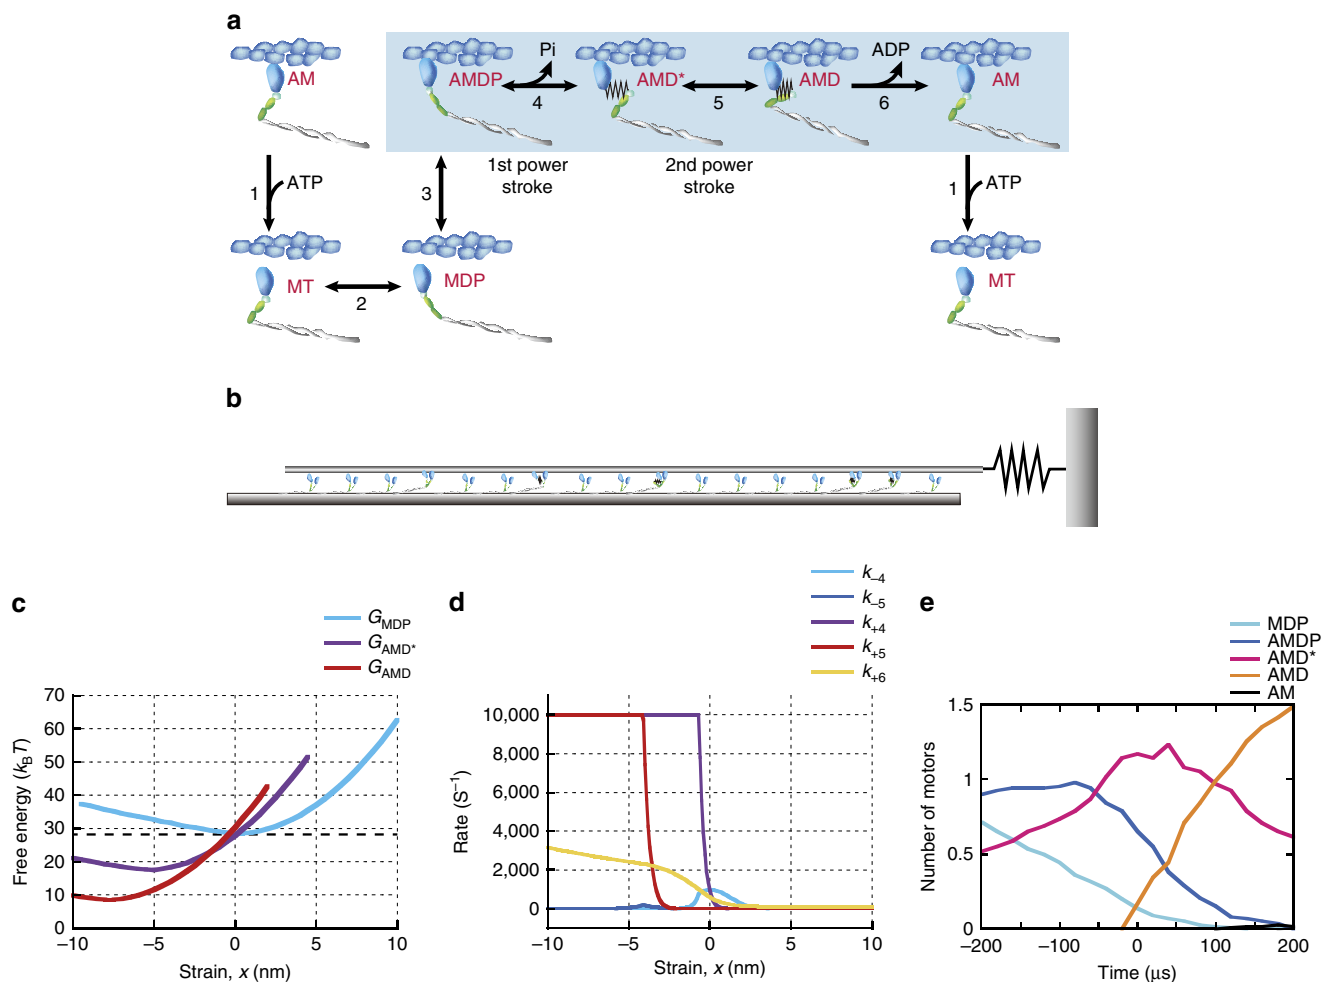 a
AM
AMDP
Pi
AMD*
AMD
ADP
AM
4
5
6
1st power
stroke
2nd power
stroke
1
ATP
3
1
ATP
MT
2
MDP
MT
b
c
G_MDP
G_AMD*
G_AMD
70
60
50
40
30
20
10
0
Free energy (k_BT)
–10
–5
0
5
10
Strain, x (nm)
d
k_–4
k_–5
k_+4
k_+5
k_+6
10,000
8,000
6,000
4,000
2,000
0
Rate (S⁻¹)
–10
–5
0
5
10
Strain, x (nm)
e
MDP
AMDP
AMD*
AMD
AM
1.5
1
0.5
0
Number of motors
–200
–100
0
100
200
Time (μs)